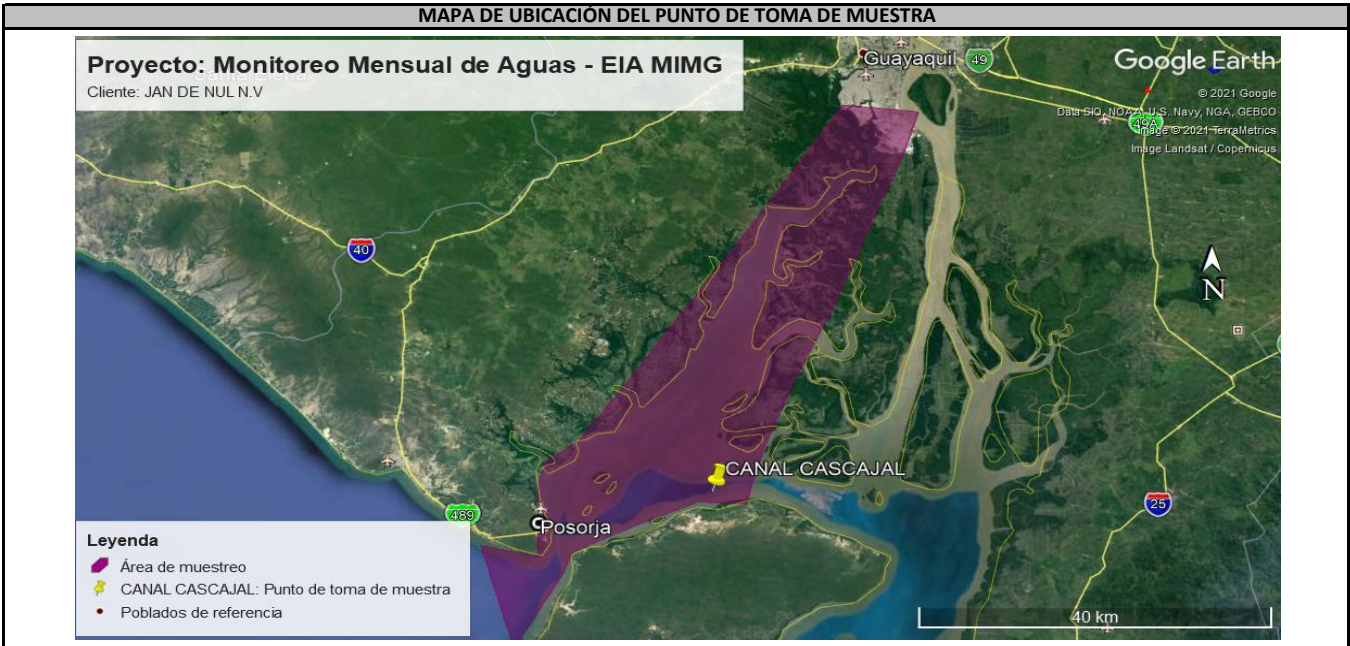 MAPA DE UBICACIÓN DEL PUNTO DE TOMA DE MUESTRA
Proyecto: Monitoreo Mensual de Aguas - EIA MIMG
Santa Elena
Cliente: JAN DE NUL N.V
Guayaquil
49
Google Earth
© 2021 Google
Data SIO, NOAA, U.S. Navy, NGA, GEBCO
49A
Image © 2021 TerraMetrics
Image Landsat / Copernicus
40
N
CANAL CASCAJAL
25
489
Posorja
Leyenda
Área de muestreo
CANAL CASCAJAL: Punto de toma de muestra
Poblados de referencia
40 km